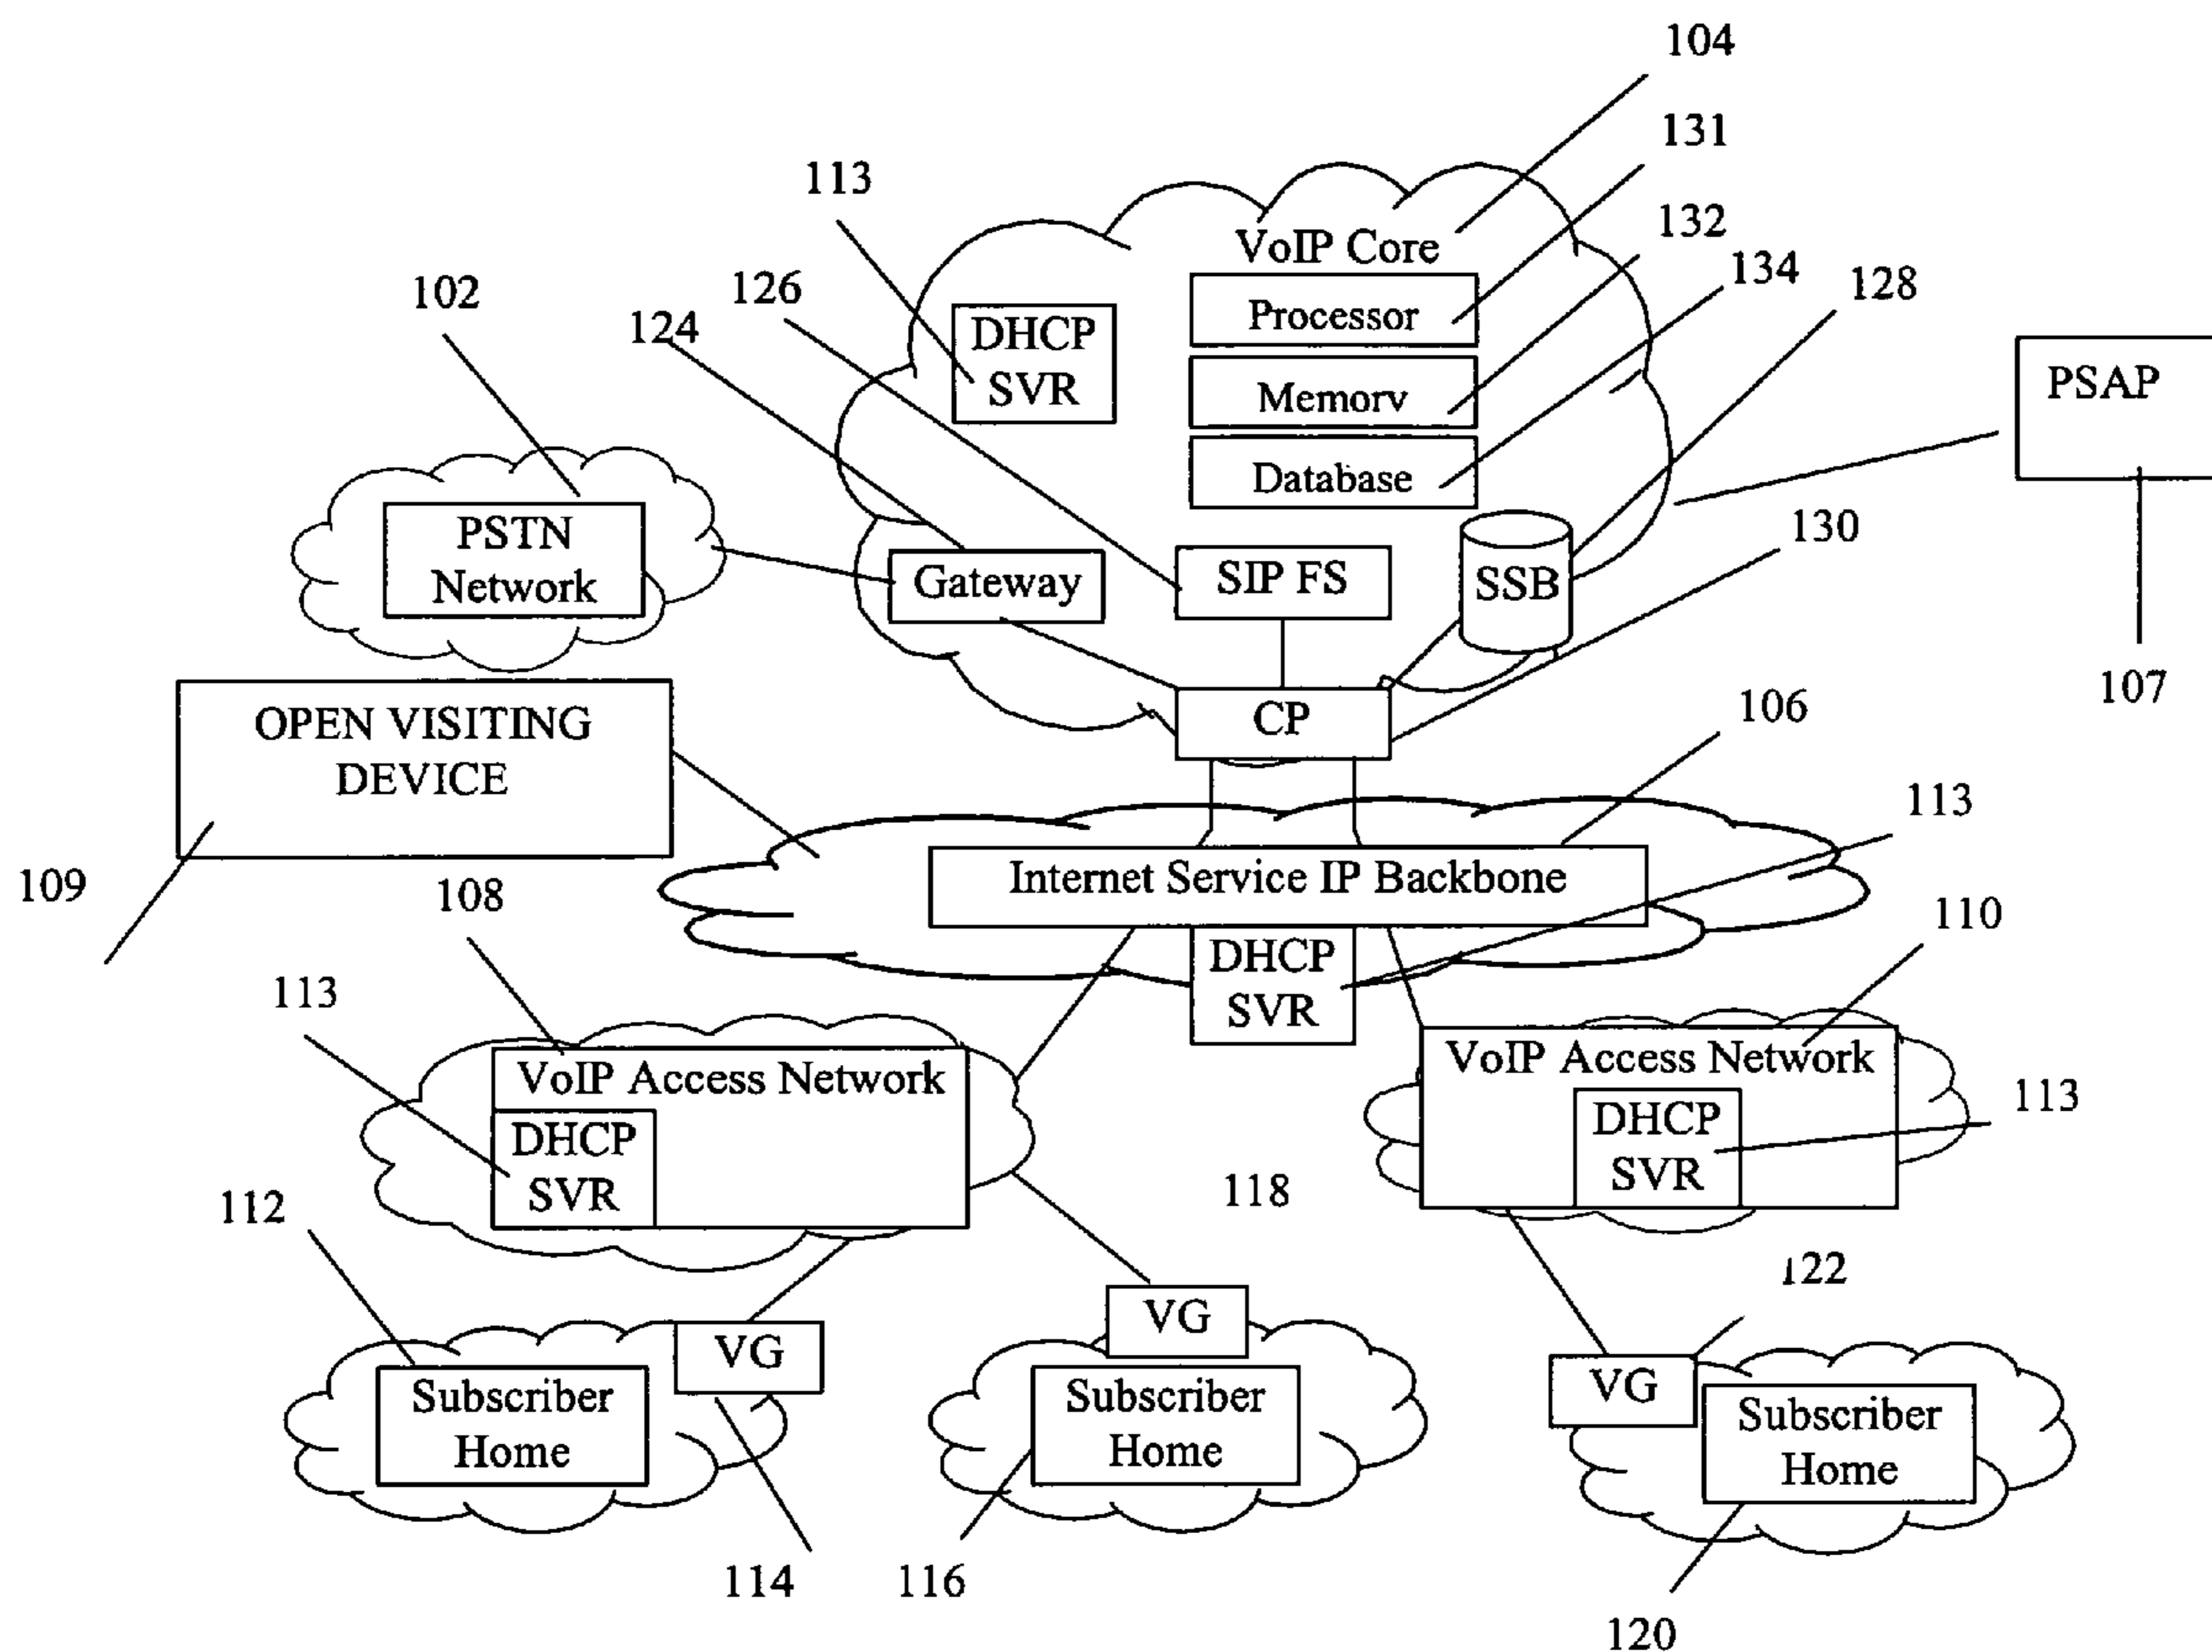 104
131
113
VoIP Core
132
102
126
124
134
128
DHCP
SVR
Processor
Memorv
Database
PSAP
PSTN
Network
Gateway
SIP FS
SSB
130
107
OPEN VISITING
DEVICE
CP
106
113
109
108
Internet Service IP Backbone
110
DHCP
SVR
113
VoIP Access Network
DHCP
SVR
VoIP Access Network
DHCP
SVR
113
112
118
122
VG
Subscriber
Home
VG
Subscriber
Home
VG
Subscriber
Home
114
116
120